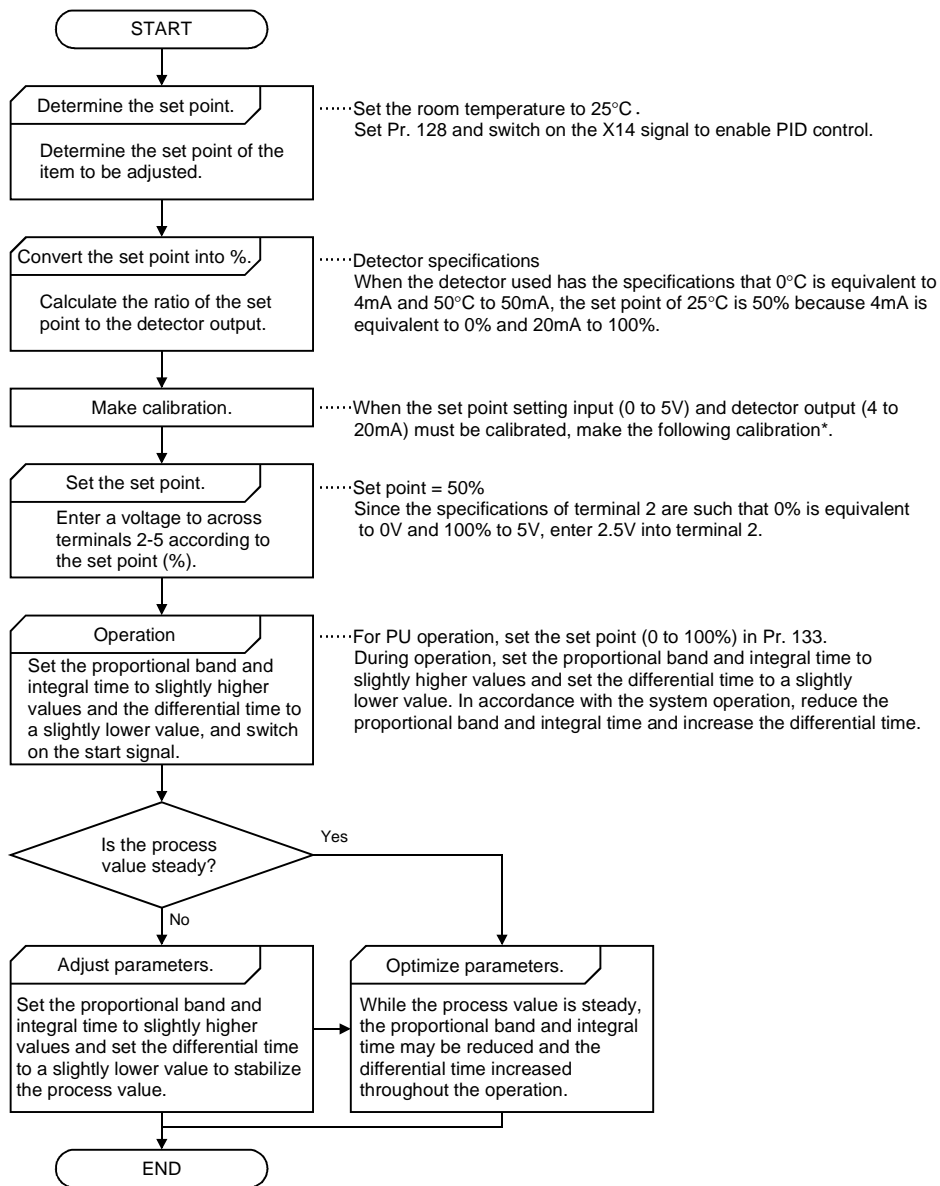 START
Determine the set point.
Determine the set point of the
item to be adjusted.
Set the room temperature to 25°C .
Set Pr. 128 and switch on the X14 signal to enable PID control.
Convert the set point into %.
Calculate the ratio of the set
point to the detector output.
Detector specifications
When the detector used has the specifications that 0°C is equivalent to
4mA and 50°C to 50mA, the set point of 25°C is 50% because 4mA is
equivalent to 0% and 20mA to 100%.
Make calibration.
When the set point setting input (0 to 5V) and detector output (4 to
20mA) must be calibrated, make the following calibration*.
Set the set point.
Enter a voltage to across
terminals 2-5 according to
the set point (%).
Set point = 50%
Since the specifications of terminal 2 are such that 0% is equivalent
to 0V and 100% to 5V, enter 2.5V into terminal 2.
Operation
Set the proportional band and
integral time to slightly higher
values and the differential time to
a slightly lower value, and switch
on the start signal.
For PU operation, set the set point (0 to 100%) in Pr. 133.
During operation, set the proportional band and integral time to
slightly higher values and set the differential time to a slightly
lower value. In accordance with the system operation, reduce the
proportional band and integral time and increase the differential time.
Is the process
value steady?
Yes
No
Adjust parameters.
Set the proportional band and
integral time to slightly higher
values and set the differential time
to a slightly lower value to stabilize
the process value.
Optimize parameters.
While the process value is steady,
the proportional band and integral
time may be reduced and the
differential time increased
throughout the operation.
END